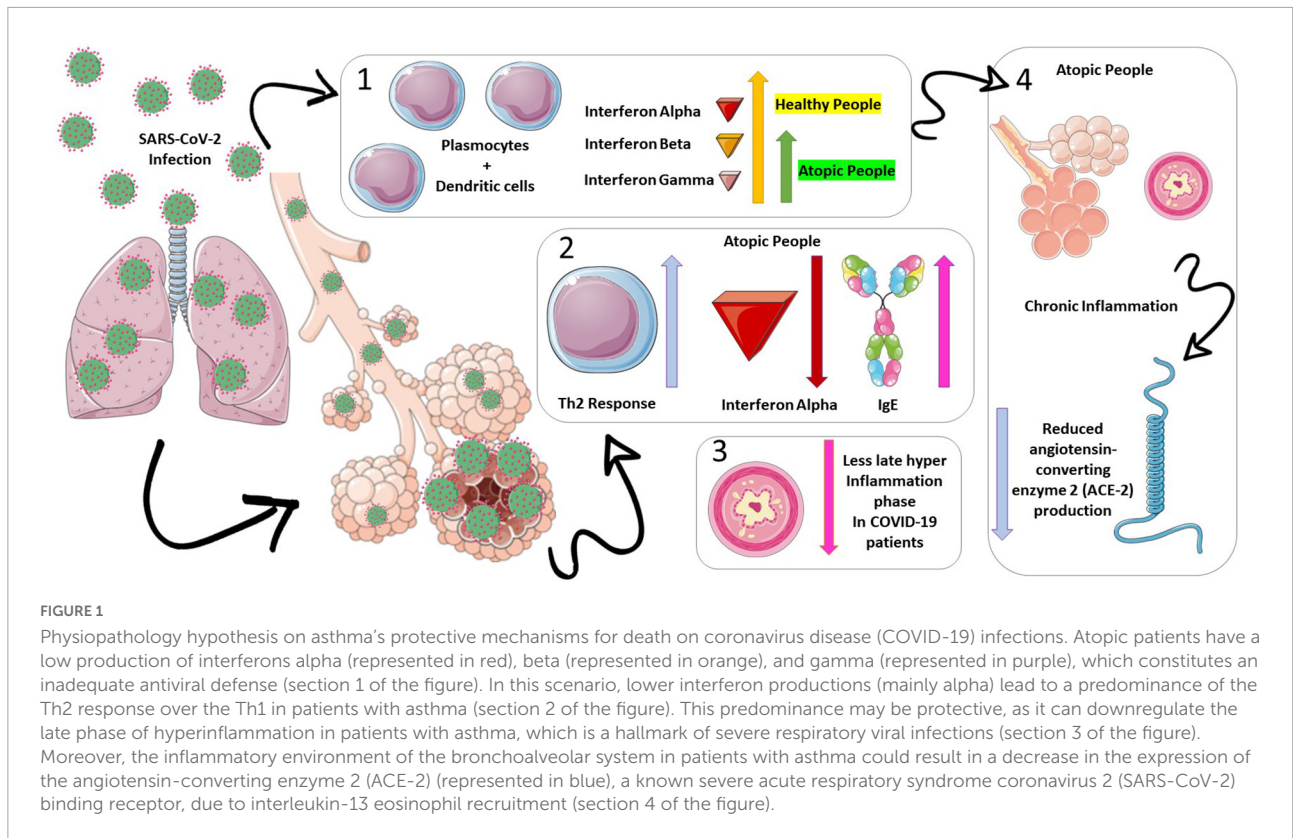 SARS-CoV-2
Infection
1
Plasmocytes
+
Dendritic cells
Interferon Alpha
Interferon Beta
Interferon Gamma
Healthy People
Atopic People
2
Atopic People
Th2 Response
Interferon Alpha
IgE
3
Less late hyper
Inflammation
phase
In COVID-19
patients
4
Atopic People
Chronic Inflammation
Reduced
angiotensin-
converting
enzyme 2 (ACE-2)
production
FIGURE 1
Physiopathology hypothesis on asthma's protective mechanisms for death on coronavirus disease (COVID-19) infections. Atopic patients have a
low production of interferons alpha (represented in red), beta (represented in orange), and gamma (represented in purple), which constitutes an
inadequate antiviral defense (section 1 of the figure). In this scenario, lower interferon productions (mainly alpha) lead to a predominance of the
Th2 response over the Th1 in patients with asthma (section 2 of the figure). This predominance may be protective, as it can downregulate the
late phase of hyperinflammation in patients with asthma, which is a hallmark of severe respiratory viral infections (section 3 of the figure).
Moreover, the inflammatory environment of the bronchoalveolar system in patients with asthma could result in a decrease in the expression of
the angiotensin-converting enzyme 2 (ACE-2) (represented in blue), a known severe acute respiratory syndrome coronavirus 2 (SARS-CoV-2)
binding receptor, due to interleukin-13 eosinophil recruitment (section 4 of the figure).